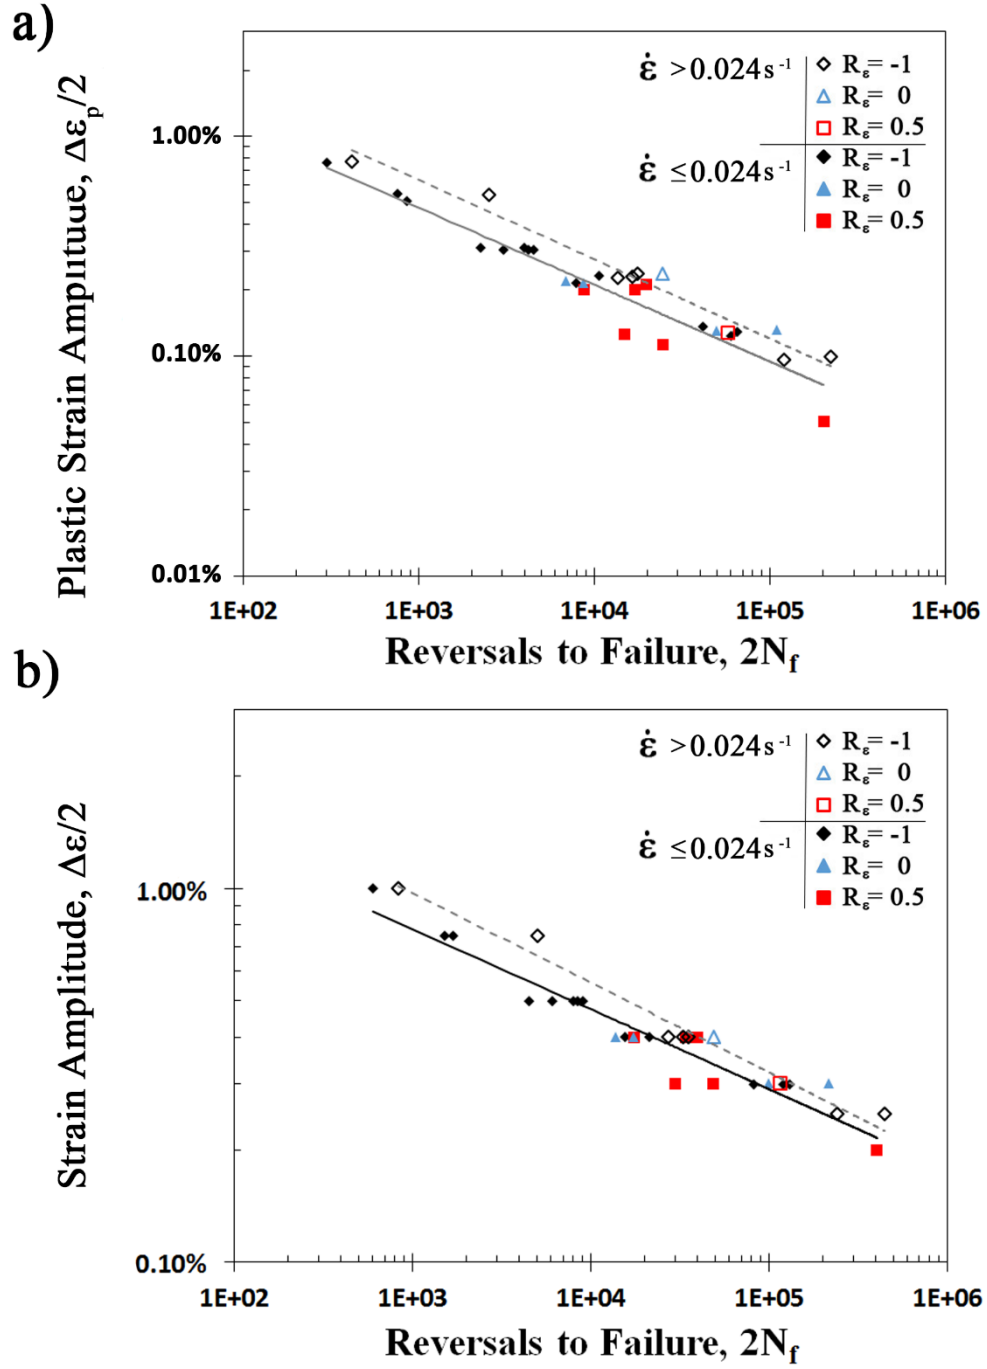 a)
ε̇ >0.024s⁻¹
Rε= -1
Rε= 0
Rε= 0.5
ε̇ ≤0.024s⁻¹
Rε= -1
Rε= 0
Rε= 0.5
Plastic Strain Amplitude, Δεp/2
1.00%
0.10%
0.01%
1E+02 1E+03 1E+04 1E+05 1E+06
Reversals to Failure, 2Nf
b)
ε̇ >0.024s⁻¹
Rε= -1
Rε= 0
Rε= 0.5
ε̇ ≤0.024s⁻¹
Rε= -1
Rε= 0
Rε= 0.5
Strain Amplitude, Δε/2
1.00%
0.10%
1E+02 1E+03 1E+04 1E+05 1E+06
Reversals to Failure, 2Nf